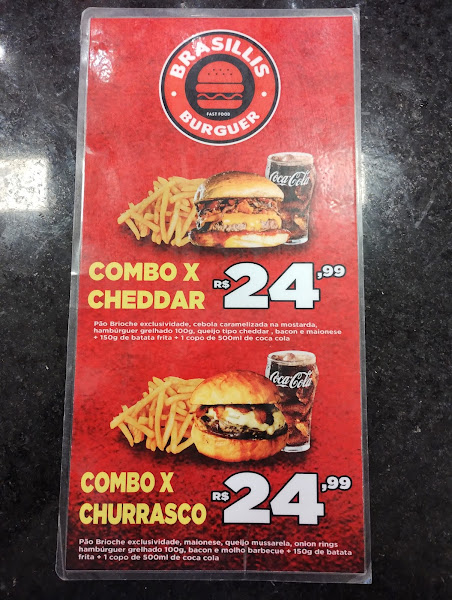 BRASILLIS
FAST FOOD
BURGUER
Coca-Cola
COMBO X
CHEDDAR
R$ 24,99
Pão Brioche exclusividade, cebola caramelizada na mostarda,
hambúrguer grelhado 100g, queijo tipo cheddar , bacon e maionese
+ 150g de batata frita + 1 copo de 500ml de coca cola
Coca-Cola
COMBO X
CHURRASCO
R$ 24,99
Pão Brioche exclusividade, maionese, queijo mussarela, onion rings
hambúrguer grelhado 100g, bacon e molho barbecue + 150g de batata
frita + 1 copo de 500ml de coca cola